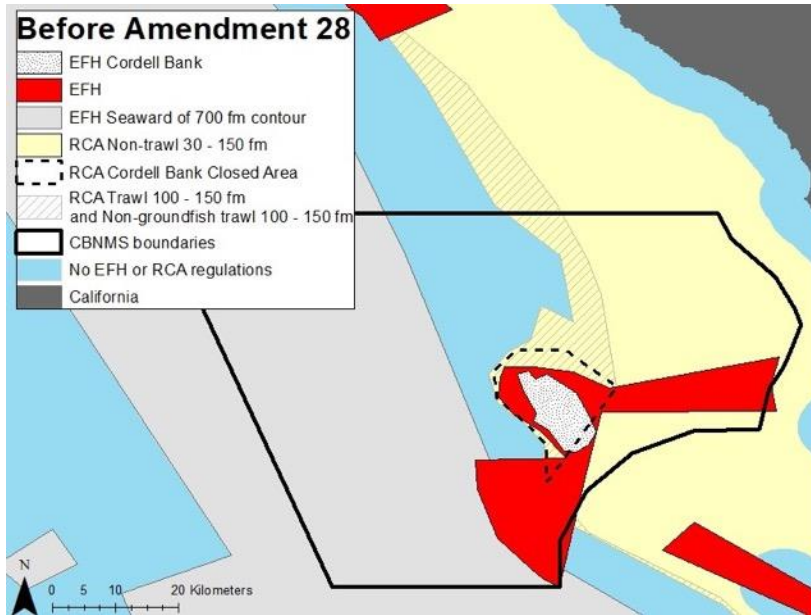 Before Amendment 28
EFH Cordell Bank
EFH
EFH Seaward of 700 fm contour
RCA Non-trawl 30 - 150 fm
RCA Cordell Bank Closed Area
RCA Trawl 100 - 150 fm
and Non-groundfish trawl 100 - 150 fm
CBNMS boundaries
No EFH or RCA regulations
California
N
0 5 10 20 Kilometers